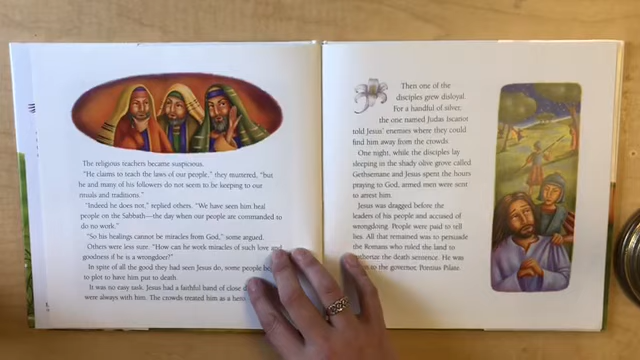 The religious teachers became suspicious.
"He claims to teach the laws of our people," they muttered, "but
he and many of his followers do not seem to be keeping to our
rituals and traditions."
"Indeed he does not," replied others. "We have seen him heal
people on the Sabbath—the day when our people are commanded to
do no work."
"So his healings cannot be miracles from God," some argued.
Others were less sure. "How can he work miracles of such love and
goodness if he is a wrongdoer?"
In spite of all the good they had seen Jesus do, some people
to plot to have him put to death.
It was no easy task. Jesus had a faithful band of close
were always with him. The crowds treated him as a
Then one of the
disciples grew disloyal.
For a handful of silver,
the one named Judas Iscariot
told Jesus' enemies where they could
find him away from the crowds.
One night, while the disciples lay
sleeping in the shady olive grove called
Gethsemane and Jesus spent the hours
praying to God, armed men were
sent to arrest him.
Jesus was dragged before the
leaders of his people and accused of
wrongdoing. People were paid to tell
lies. All that remained was to persuade
the Romans who ruled the land to
the death sentence. He was
to the governor, Pontius Pilate